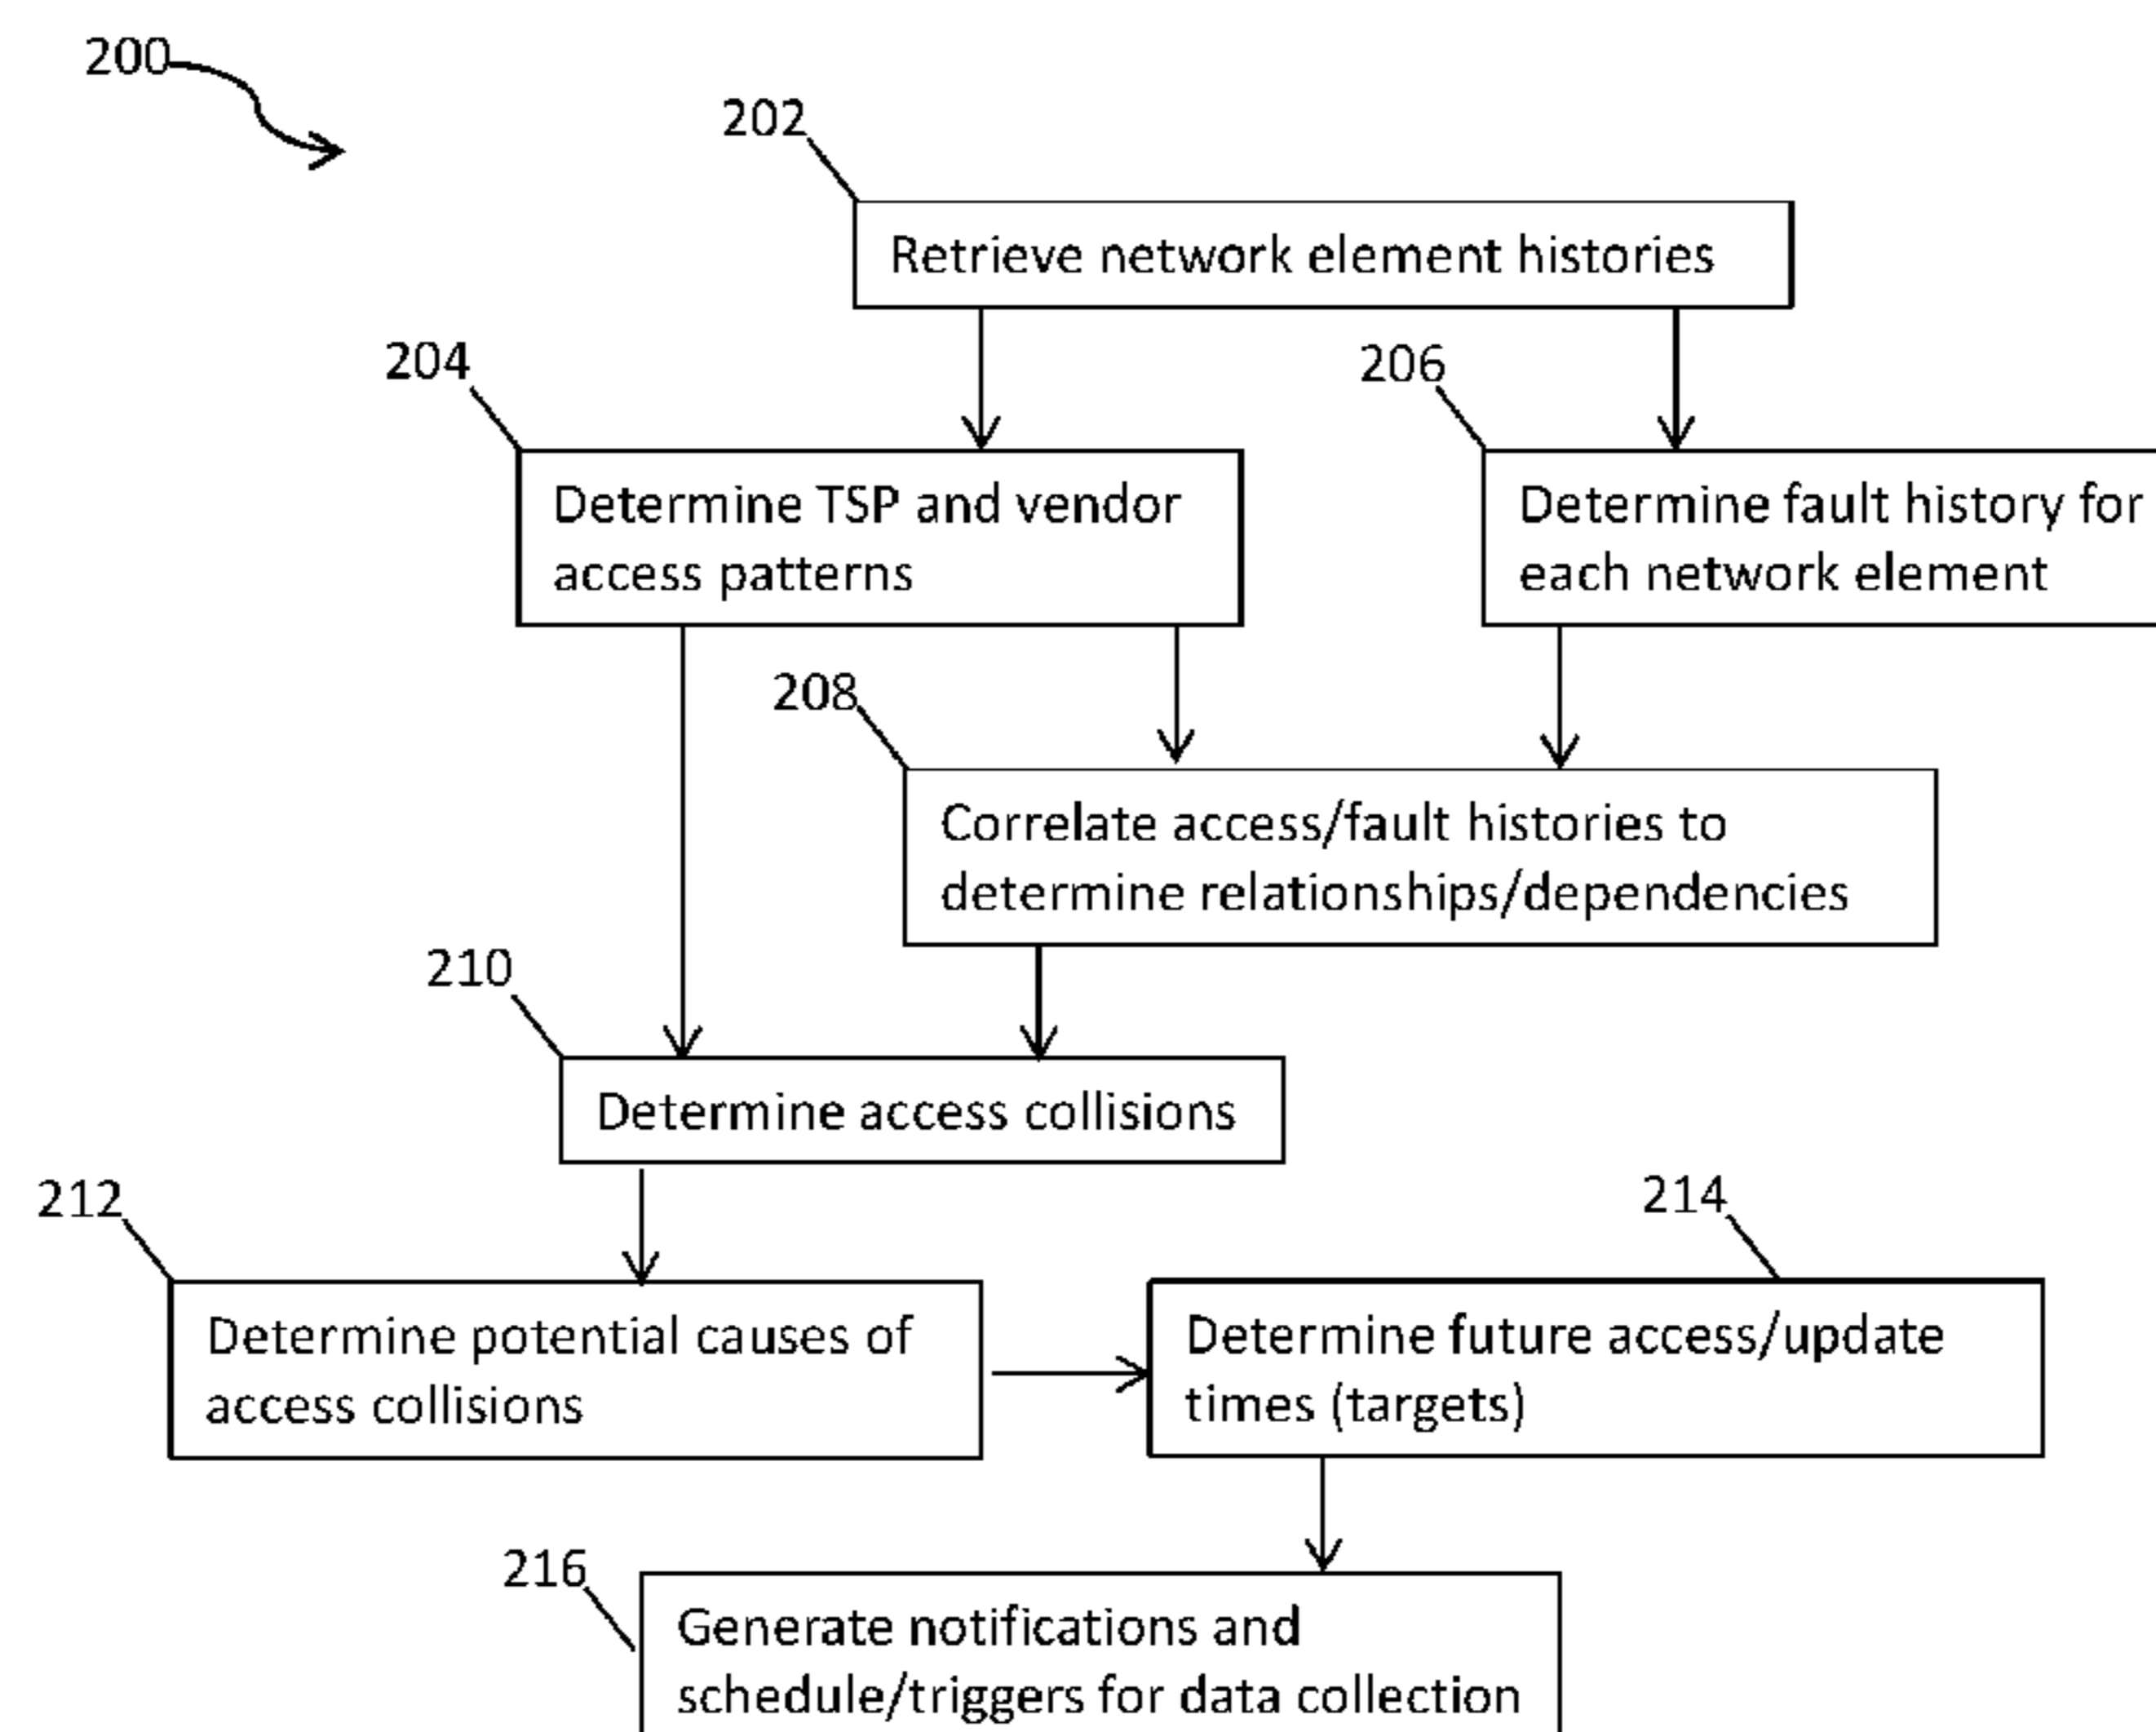 200
202
Retrieve network element histories
204
206
Determine TSP and vendor
access patterns
Determine fault history for
each network element
208
Correlate access/fault histories to
determine relationships/dependencies
210
Determine access collisions
212
214
Determine potential causes of
access collisions
Determine future access/update
times (targets)
216
Generate notifications and
schedule/triggers for data collection